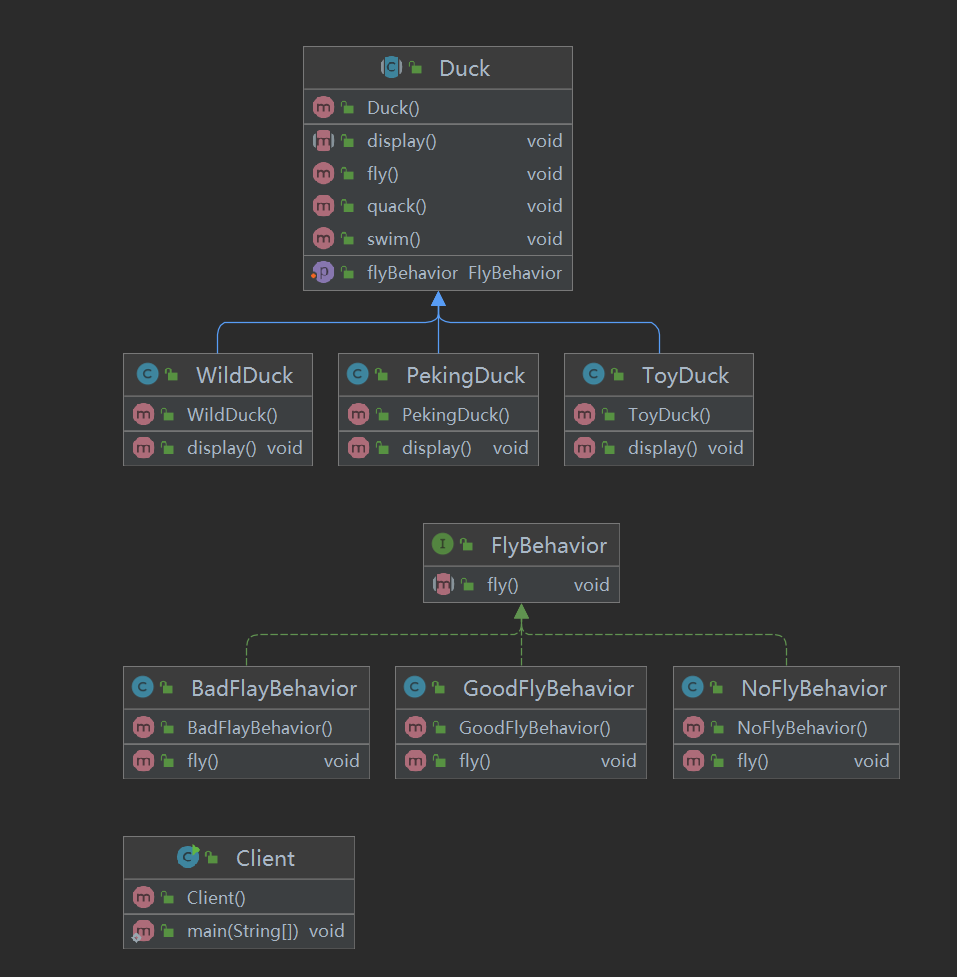 Duck
Duck()
display() void
fly() void
quack() void
swim() void
flyBehavior FlyBehavior
WildDuck
WildDuck()
display() void
PekingDuck
PekingDuck()
display() void
ToyDuck
ToyDuck()
display() void
FlyBehavior
fly() void
BadFlayBehavior
BadFlayBehavior()
fly() void
GoodFlyBehavior
GoodFlyBehavior()
fly() void
NoFlyBehavior
NoFlyBehavior()
fly() void
Client
Client()
main(String[]) void